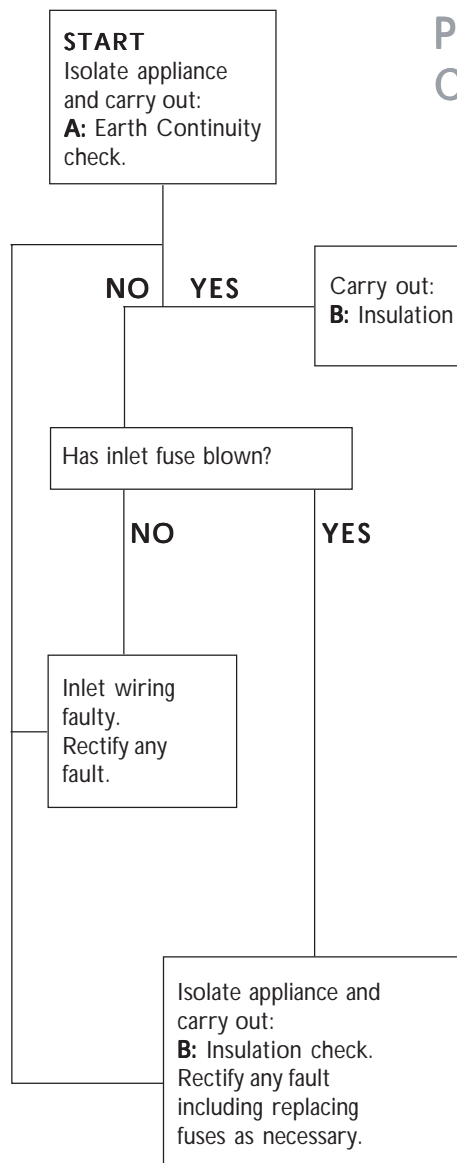 START
Isolate appliance
and carry out:
A: Earth Continuity
check.
P
C
NO YES
Carry out:
B: Insulation
Has inlet fuse blown?
NO YES
Inlet wiring
faulty.
Rectify any
fault.
Isolate appliance and
carry out:
B: Insulation check.
Rectify any fault
including replacing
fuses as necessary.